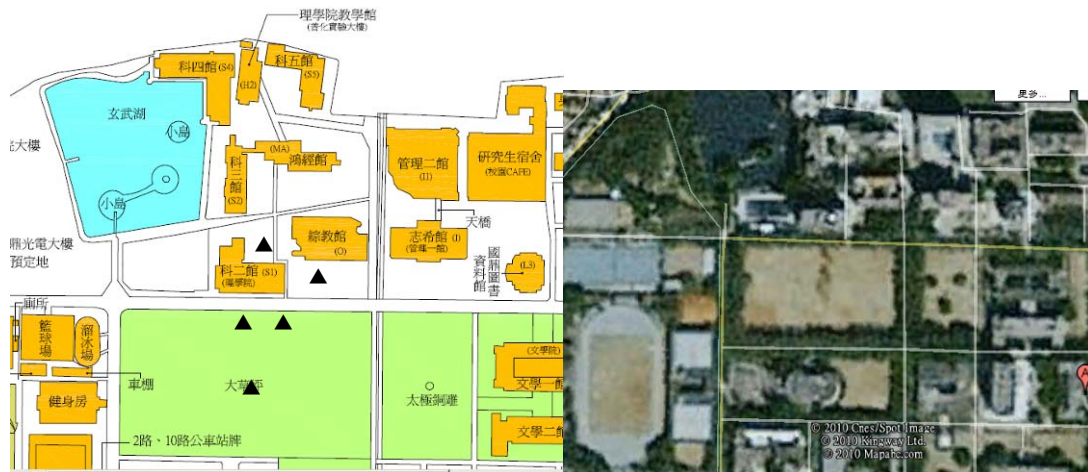 理學院教學館
(善化實驗大樓)
科四館(S4)
(H2)
科五館
(S5)
更多...
玄武湖
小島
(MA)
鴻經館
科三館
(S2)
管理二館
(II)
研究生宿舍
(校園CAFE)
小島
天橋
綜教館
(O)
志希館(I)
(管理一館)
國鼎圖書
資料館
(L3)
光電大樓
預定地
科二館(S1)
(理學院)
廁所
籃球場
溜冰場
車棚
健身房
大草坪
太極銅雕
(文學院)
文學一館
文學二館
2路、10路公車站牌
A
© 2010 Cnes/Spot Image
© 2010 Kingway Ltd.
© 2010 Mapabc.com